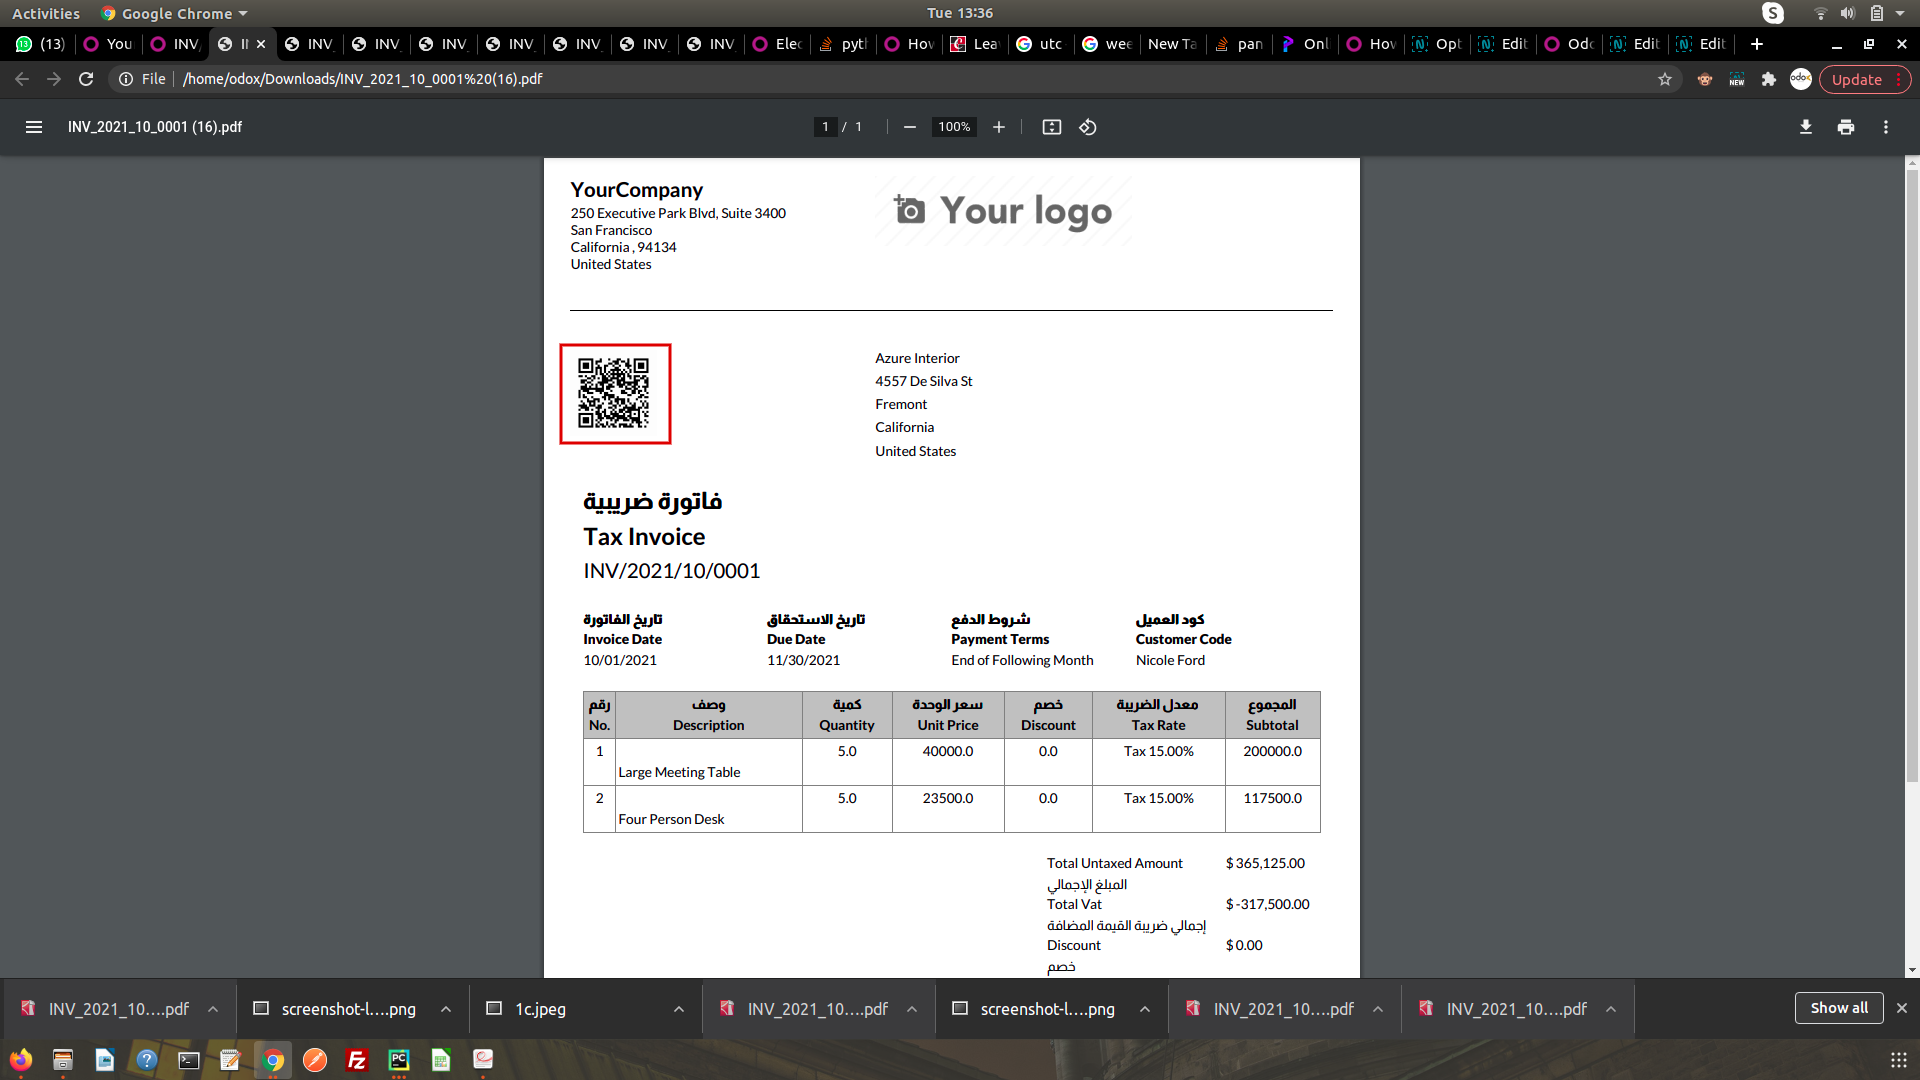 Activities
Google Chrome
Tue 13:36
(13)
You
INV
IN
INV
INV
INV
INV
INV
INV
INV
Elec
pyt
How
Lea
utc
wee
New Ta
pan
Onl
How
Opt
Edit
Odo
Edit
Edit
File
/home/odox/Downloads/INV_2021_10_0001%20(16).pdf
NEW
Update
INV_2021_10_0001 (16).pdf
1 / 1
100%
YourCompany
250 Executive Park Blvd, Suite 3400
San Francisco
California , 94134
United States
Your logo
Azure Interior
4557 De Silva St
Fremont
California
United States
فاتورة ضريبية
Tax Invoice
INV/2021/10/0001
تاريخ الفاتورة
Invoice Date
10/01/2021
تاريخ الاستحقاق
Due Date
11/30/2021
شروط الدفع
Payment Terms
End of Following Month
كود العميل
Customer Code
Nicole Ford
رقم وصف كمية سعر الوحدة خصم معدل الضريبة المجموع
No. Description Quantity Unit Price Discount Tax Rate Subtotal
1 5.0 40000.0 0.0 Tax 15.00% 200000.0
Large Meeting Table
2 5.0 23500.0 0.0 Tax 15.00% 117500.0
Four Person Desk
Total Untaxed Amount $ 365,125.00
المبلغ الإجمالي
Total Vat $ -317,500.00
إجمالي ضريبة القيمة المضافة
Discount $ 0.00
خصم
INV_2021_10....pdf
screenshot-l....png
1c.jpeg
INV_2021_10....pdf
screenshot-l....png
INV_2021_10....pdf
INV_2021_10....pdf
Show all